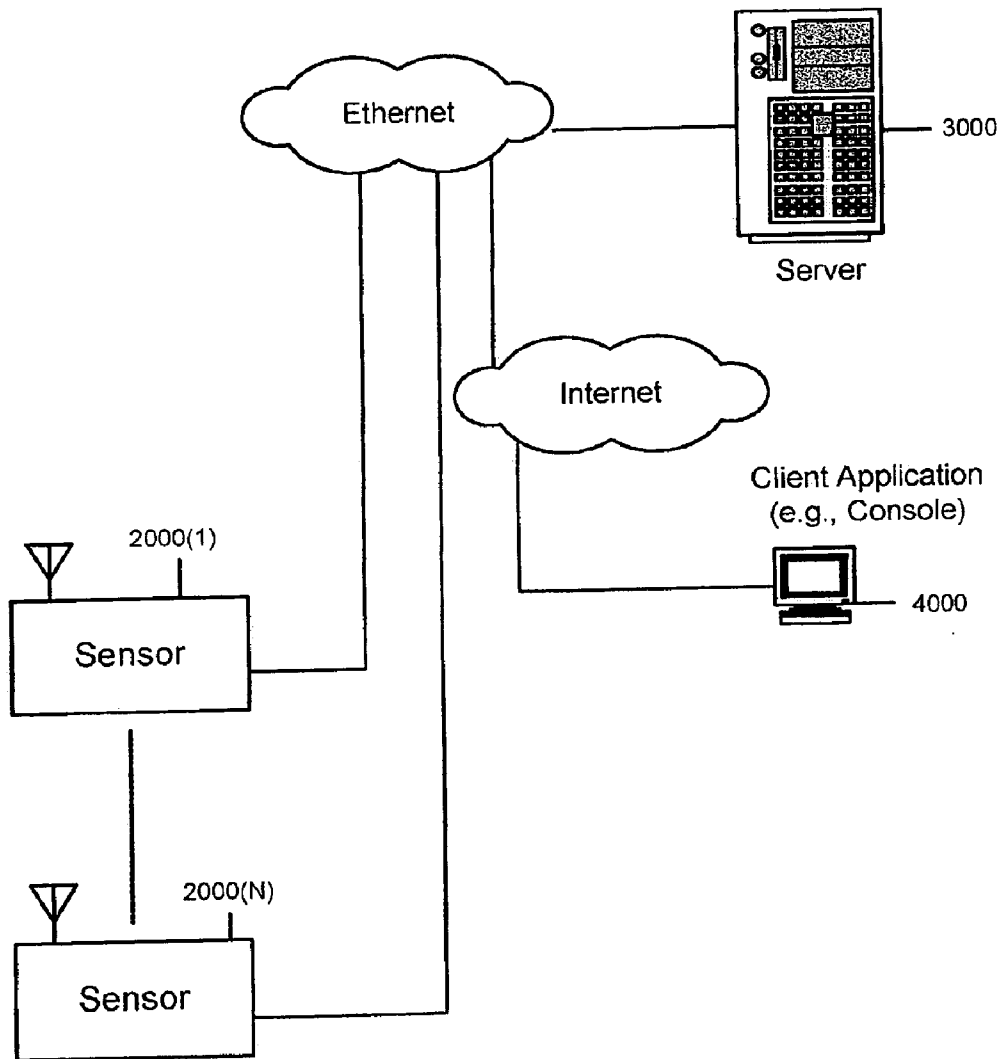 Ethernet
3000
Server
Internet
Client Application
(e.g., Console)
4000
2000(1)
Sensor
2000(N)
Sensor